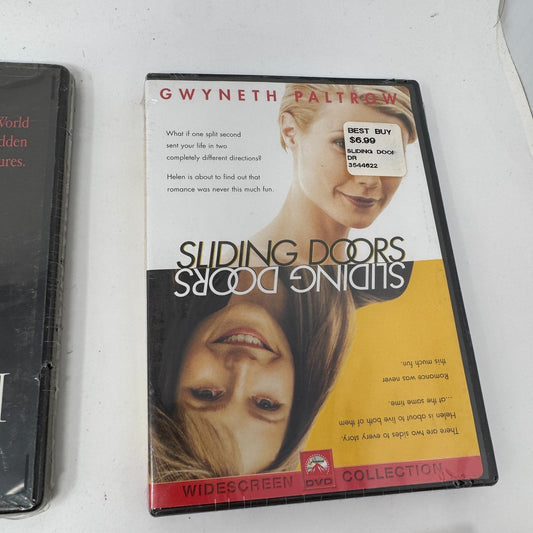 World
dden
ures.
GWYNETH PALTROW
BEST BUY
$6.99
SLIDING DOOR
DR
3544622
What if one split second
sent your life in two
completely different directions?
Helen is about to find out that
romance was never this much fun.
SLIDING DOORS
SLIDING DOORS
There are two sides to every story.
Helen is about to live both of them
...at the same time.
Romance was never
this much fun.
WIDESCREEN DVD COLLECTION